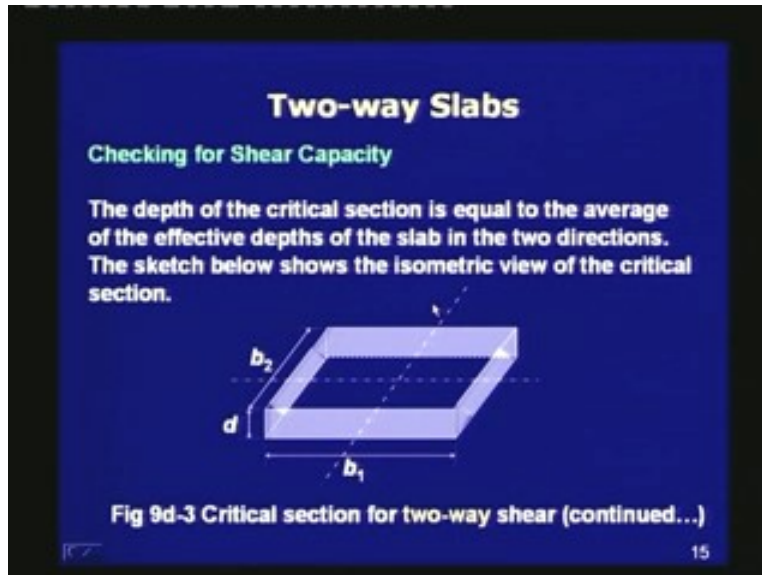 Two-way Slabs
Checking for Shear Capacity
The depth of the critical section is equal to the average
of the effective depths of the slab in the two directions.
The sketch below shows the isometric view of the critical
section.
b₂
d
b₁
Fig 9d-3 Critical section for two-way shear (continued...)
15